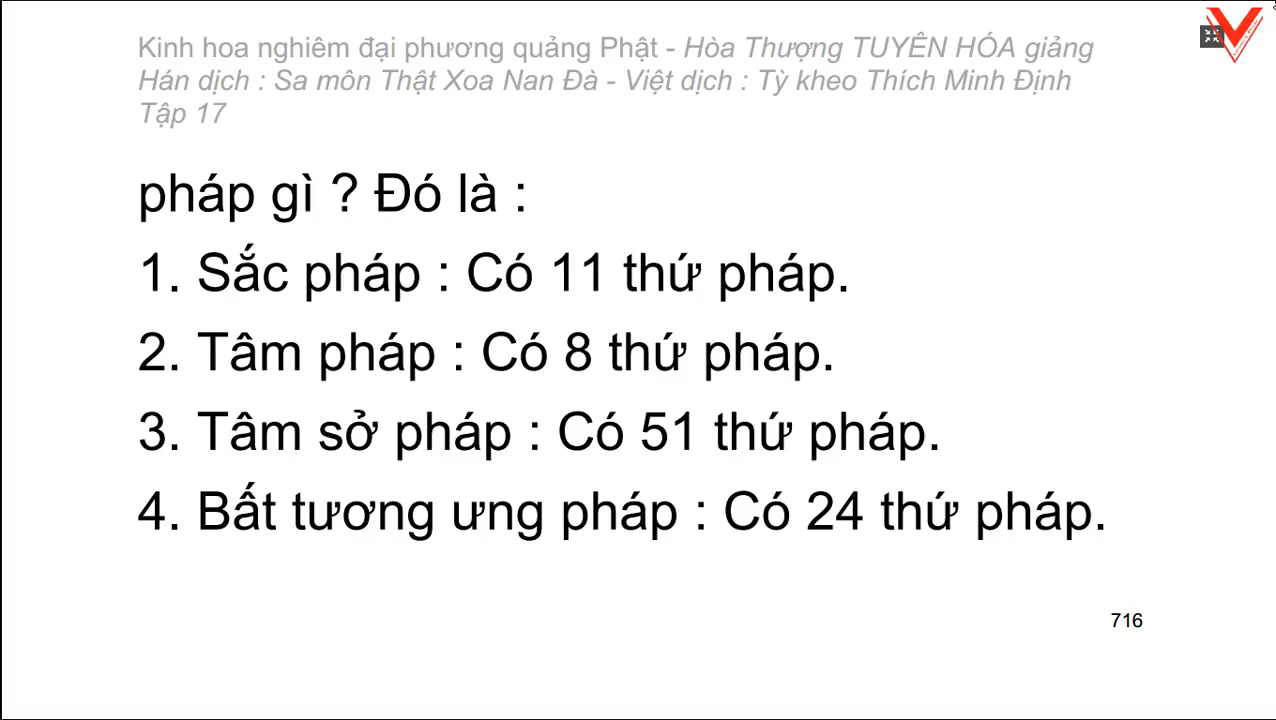 Kinh hoa nghiêm đại phương quảng Phật - Hòa Thượng TUYÊN HÓA giảng
Hán dịch : Sa môn Thật Xoa Nan Đà - Việt dịch : Tỳ kheo Thích Minh Định
Tập 17
pháp gì ? Đó là :
1. Sắc pháp : Có 11 thứ pháp.
2. Tâm pháp : Có 8 thứ pháp.
3. Tâm sở pháp : Có 51 thứ pháp.
4. Bất tương ưng pháp : Có 24 thứ pháp.
716